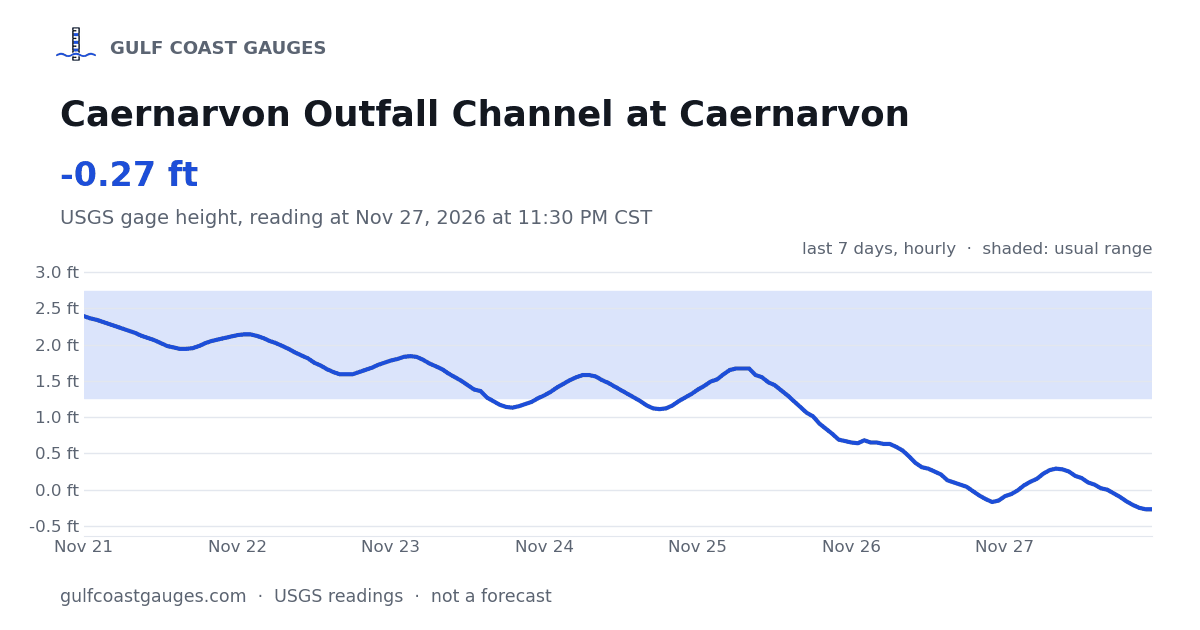 GULF COAST GAUGES
Caernarvon Outfall Channel at Caernarvon
-0.27 ft
USGS gage height, reading at Nov 27, 2026 at 11:30 PM CST
last 7 days, hourly · shaded: usual range
3.0 ft
2.5 ft
2.0 ft
1.5 ft
1.0 ft
0.5 ft
0.0 ft
-0.5 ft
Nov 21 Nov 22 Nov 23 Nov 24 Nov 25 Nov 26 Nov 27
gulfcoastgauges.com · USGS readings · not a forecast